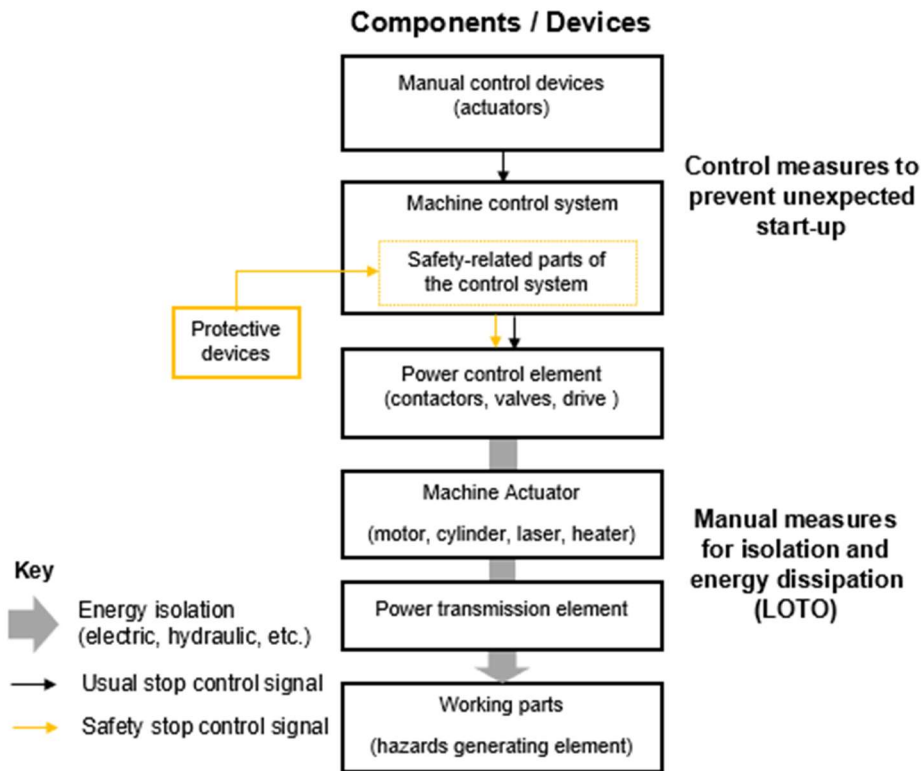 Components / Devices
Manual control devices
(actuators)
Control measures to
prevent unexpected
start-up
Machine control system
Safety-related parts of
the control system
Protective
devices
Power control element
(contactors, valves, drive )
Machine Actuator
(motor, cylinder, laser, heater)
Manual measures
for isolation and
energy dissipation
(LOTO)
Power transmission element
Working parts
(hazards generating element)
Key
Energy isolation
(electric, hydraulic, etc.)
Usual stop control signal
Safety stop control signal